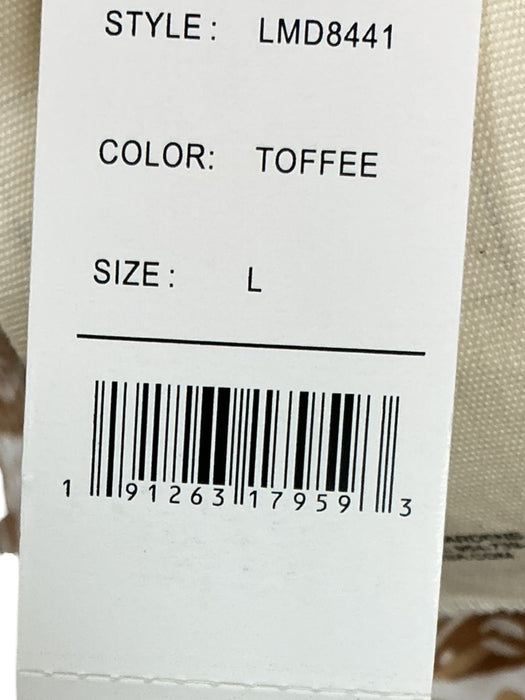 STYLE: LMD8441
COLOR: TOFFEE
SIZE: L
1 91263 17959 3